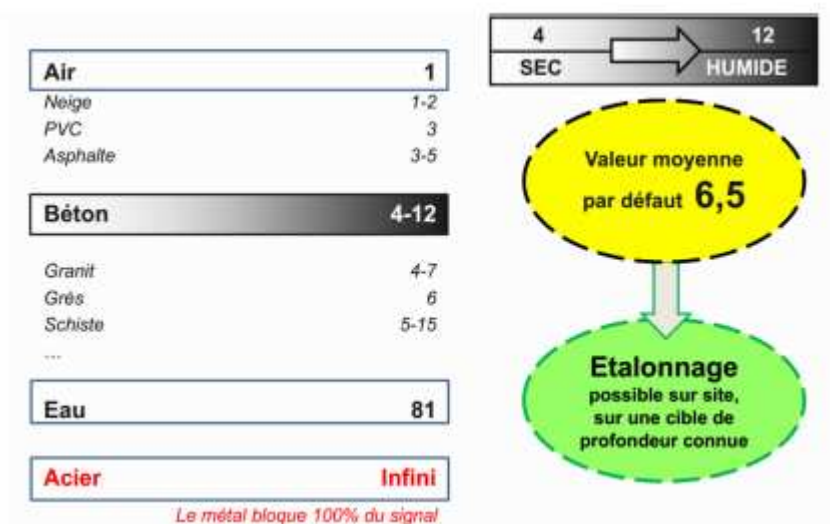 Air 1
Neige 1-2
PVC 3
Asphalte 3-5
Béton 4-12
Granit 4-7
Grès 6
Schiste 5-15
...
Eau 81
Acier Infini
Le métal bloque 100% du signal
4 12
SEC HUMIDE
Valeur moyenne
par défaut 6,5
Etalonnage
possible sur site,
sur une cible de
profondeur connue